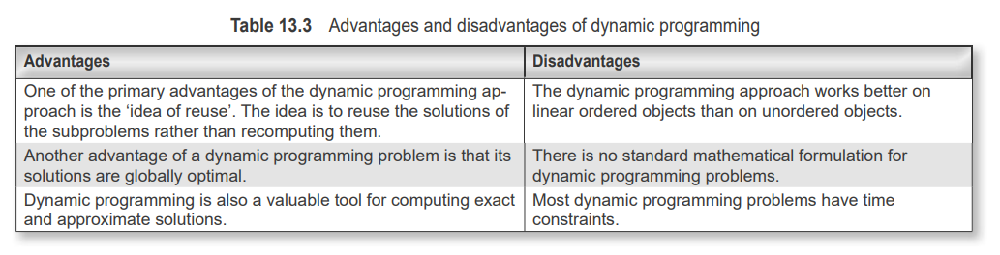 Table 13.3 Advantages and disadvantages of dynamic programming
Advantages
Disadvantages
One of the primary advantages of the dynamic programming ap-
proach is the ‘idea of reuse’. The idea is to reuse the solutions of
the subproblems rather than recomputing them.
The dynamic programming approach works better on
linear ordered objects than on unordered objects.
Another advantage of a dynamic programming problem is that its
solutions are globally optimal.
There is no standard mathematical formulation for
dynamic programming problems.
Dynamic programming is also a valuable tool for computing exact
and approximate solutions.
Most dynamic programming problems have time
constraints.